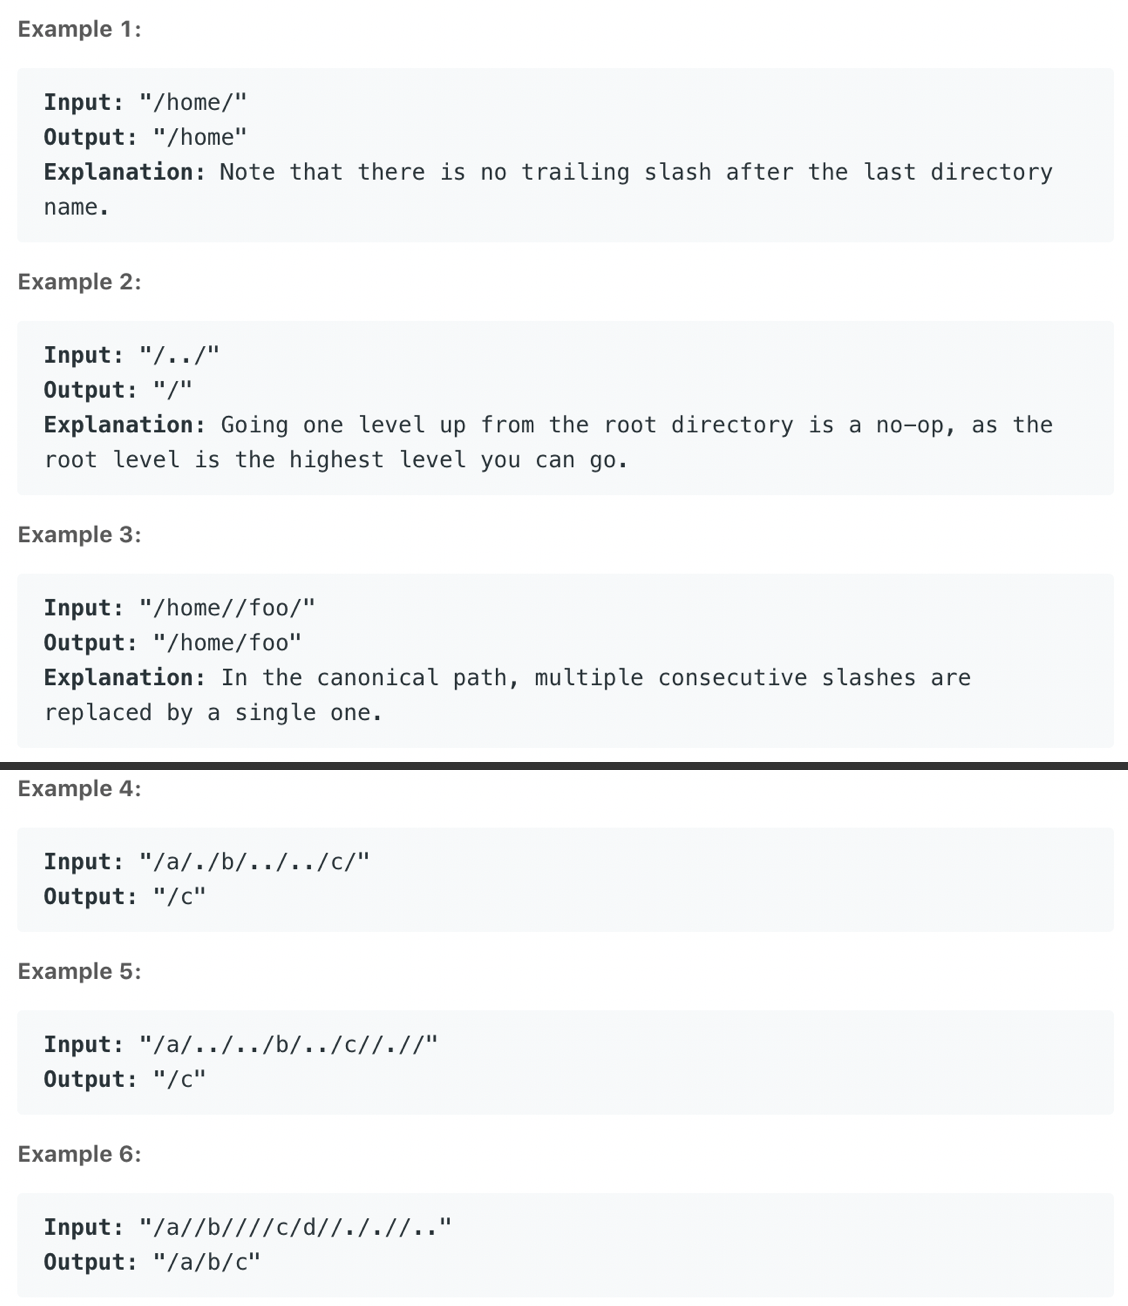 Example 1:
Input: "/home/"
Output: "/home"
Explanation: Note that there is no trailing slash after the last directory
name.
Example 2:
Input: "/../"
Output: "/"
Explanation: Going one level up from the root directory is a no-op, as the
root level is the highest level you can go.
Example 3:
Input: "/home//foo/"
Output: "/home/foo"
Explanation: In the canonical path, multiple consecutive slashes are
replaced by a single one.
Example 4:
Input: "/a/./b/../../c/"
Output: "/c"
Example 5:
Input: "/a/../../b/../c//.//"
Output: "/c"
Example 6:
Input: "/a//b////c/d//././/.."
Output: "/a/b/c"